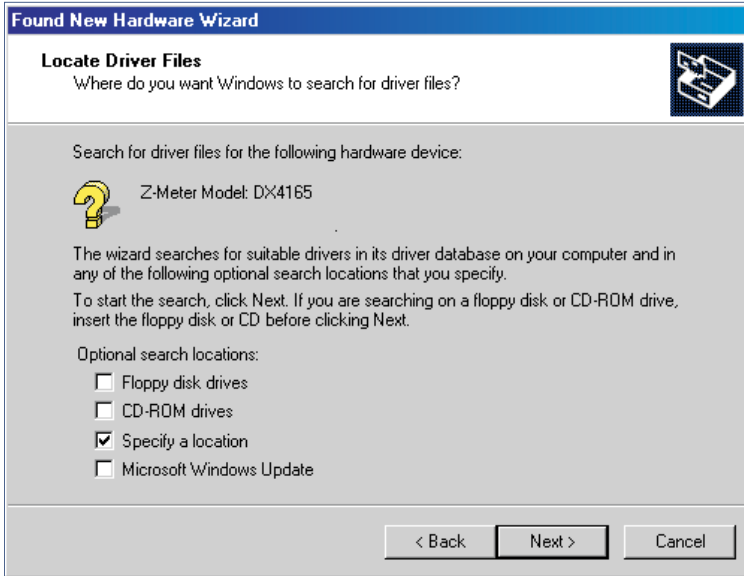 Found New Hardware Wizard
Locate Driver Files
Where do you want Windows to search for driver files?
Search for driver files for the following hardware device:
Z-Meter Model: DX4165
The wizard searches for suitable drivers in its driver database on your computer and in
any of the following optional search locations that you specify.
To start the search, click Next. If you are searching on a floppy disk or CD-ROM drive,
insert the floppy disk or CD before clicking Next.
Optional search locations:
Floppy disk drives
CD-ROM drives
Specify a location
Microsoft Windows Update
< Back Next > Cancel